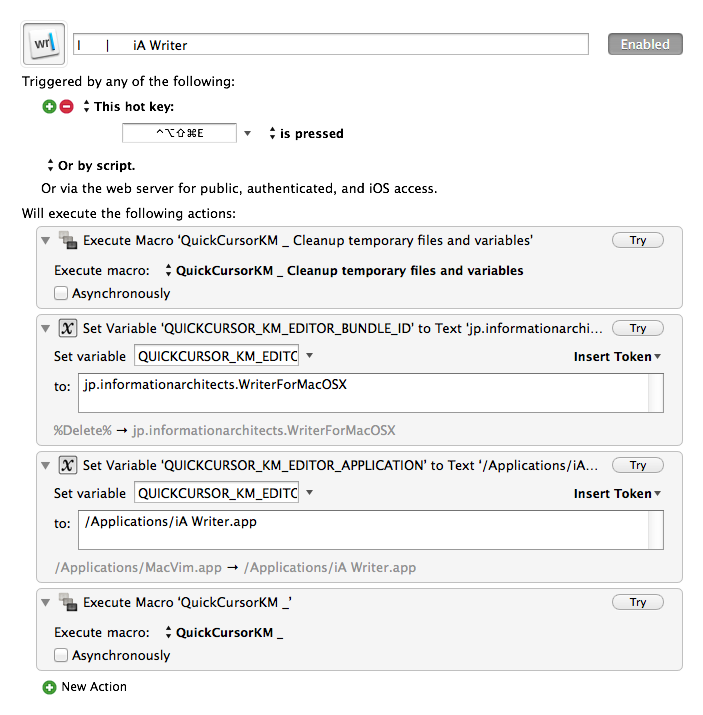 wr
I | iA Writer Enabled
Triggered by any of the following:
This hot key:
^⌥⇧⌘E is pressed
Or by script.
Or via the web server for public, authenticated, and iOS access.
Will execute the following actions:
Execute Macro 'QuickCursorKM _ Cleanup temporary files and variables' Try
Execute macro: QuickCursorKM _ Cleanup temporary files and variables
Asynchronously
Set Variable 'QUICKCURSOR_KM_EDITOR_BUNDLE_ID' to Text 'jp.informationarchi... Try
Set variable QUICKCURSOR_KM_EDITC Insert Token
to: jp.informationarchitects.WriterForMacOSX
%Delete% → jp.informationarchitects.WriterForMacOSX
Set Variable 'QUICKCURSOR_KM_EDITOR_APPLICATION' to Text '/Applications/iA... Try
Set variable QUICKCURSOR_KM_EDITC Insert Token
to: /Applications/iA Writer.app
/Applications/MacVim.app → /Applications/iA Writer.app
Execute Macro 'QuickCursorKM _' Try
Execute macro: QuickCursorKM _
Asynchronously
New Action